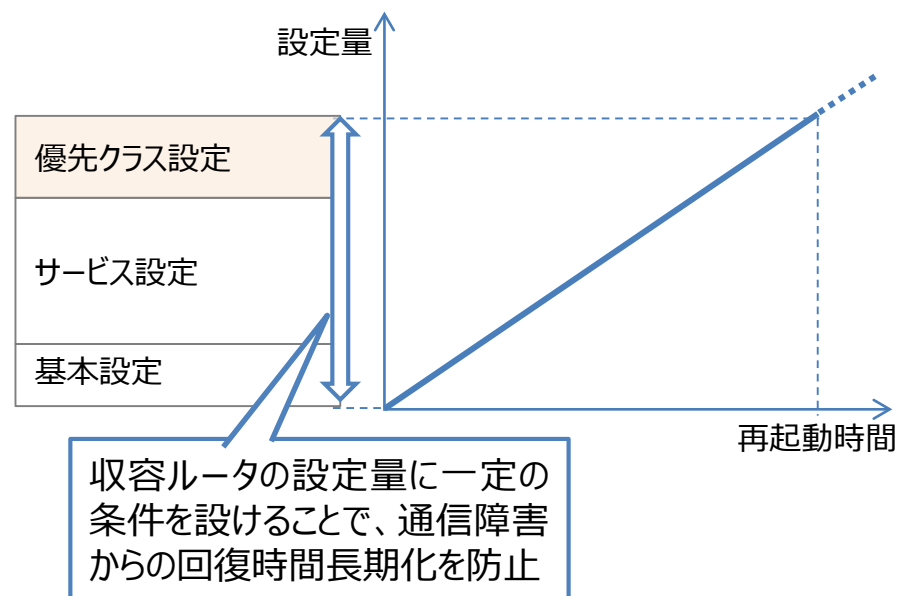 設定量
優先クラス設定
サービス設定
基本設定
再起動時間
収容ルータの設定量に一定の
条件を設けることで、通信障害
からの回復時間長期化を防止